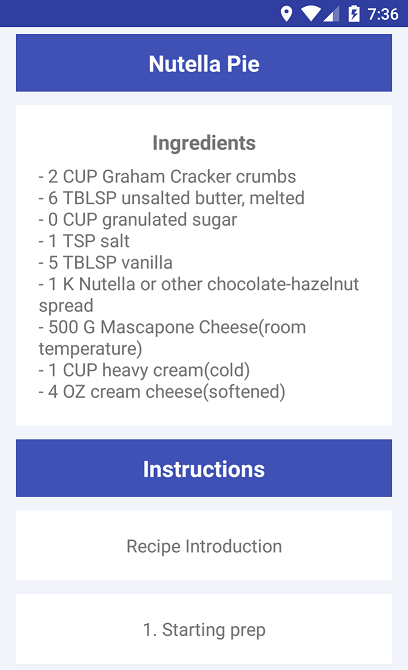 7:36
Nutella Pie
Ingredients
- 2 CUP Graham Cracker crumbs
- 6 TBLSP unsalted butter, melted
- 0 CUP granulated sugar
- 1 TSP salt
- 5 TBLSP vanilla
- 1 K Nutella or other chocolate-hazelnut
spread
- 500 G Mascapone Cheese(room
temperature)
- 1 CUP heavy cream(cold)
- 4 OZ cream cheese(softened)
Instructions
Recipe Introduction
1. Starting prep